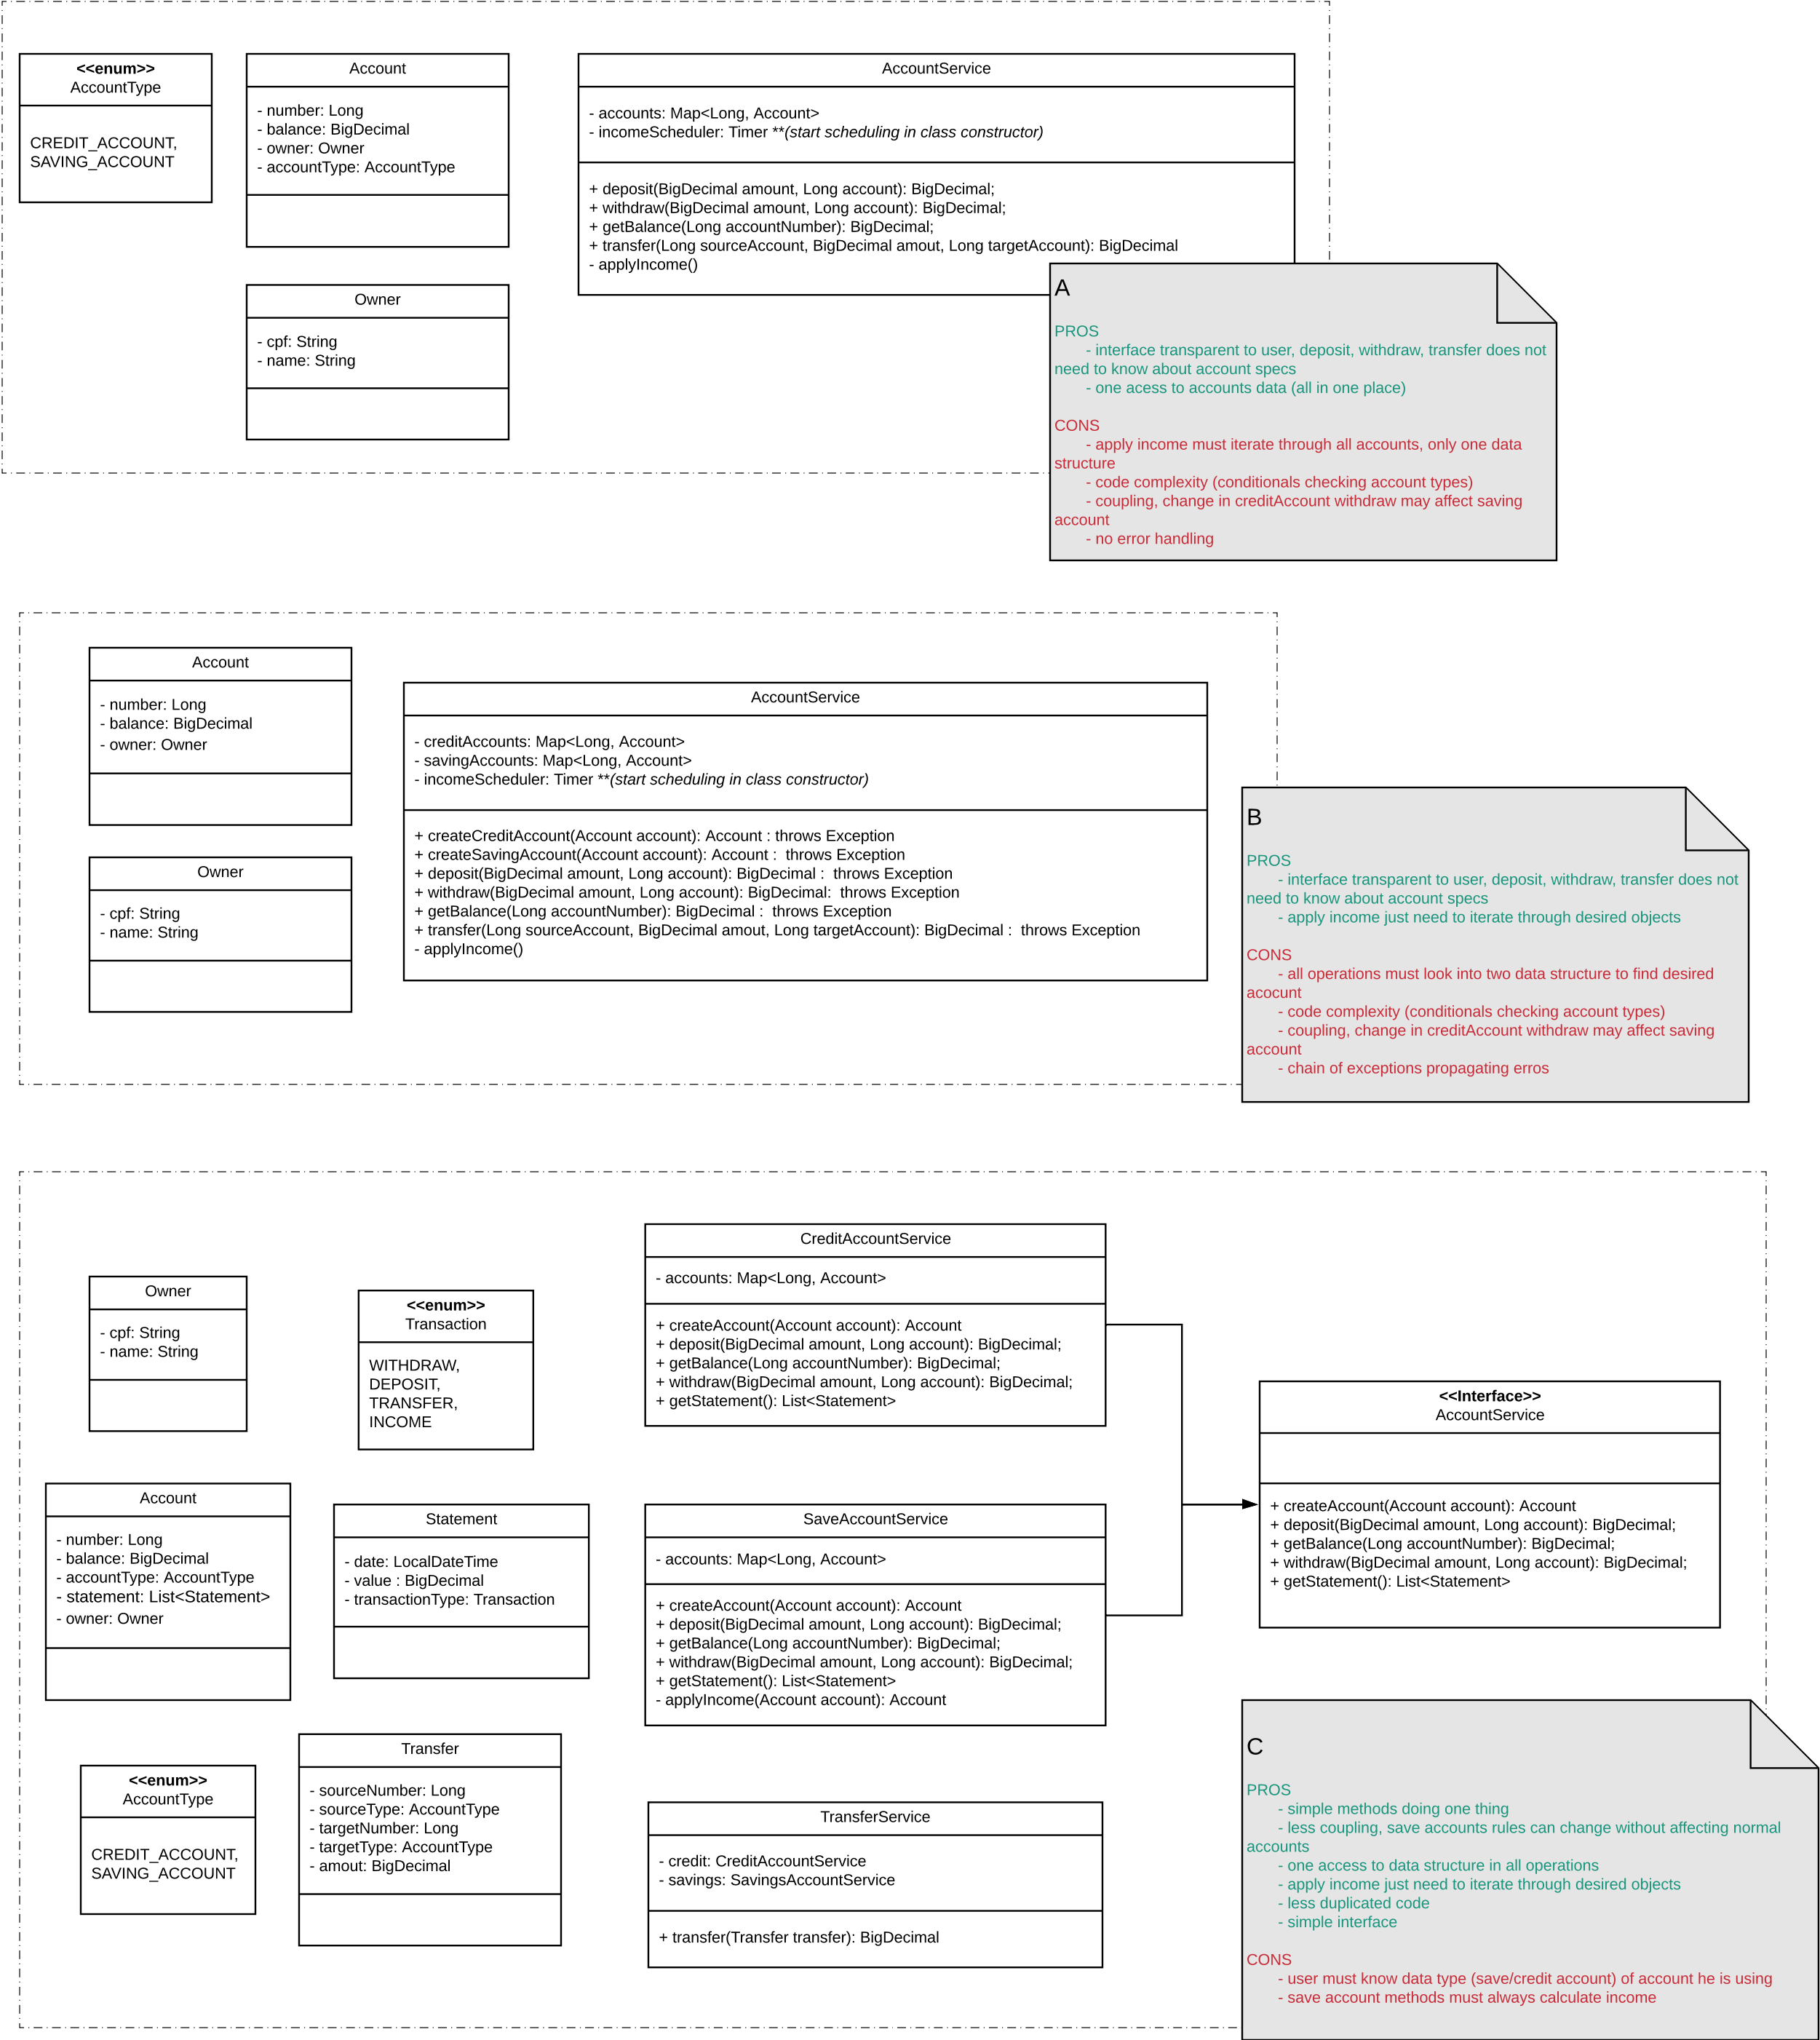 <<enum>>
AccountType
CREDIT_ACCOUNT,
SAVING_ACCOUNT
Account
- number: Long
- balance: BigDecimal
- owner: Owner
- accountType: AccountType
Owner
- cpf: String
- name: String
AccountService
- accounts: Map<Long, Account>
- incomeScheduler: Timer **(start scheduling in class constructor)
+ deposit(BigDecimal amount, Long account): BigDecimal;
+ withdraw(BigDecimal amount, Long account): BigDecimal;
+ getBalance(Long accountNumber): BigDecimal;
+ transfer(Long sourceAccount, BigDecimal amout, Long targetAccount): BigDecimal
- applyIncome()
A
PROS
- interface transparent to user, deposit, withdraw, transfer does not
need to know about account specs
- one acess to accounts data (all in one place)
CONS
- apply income must iterate through all accounts, only one data
structure
- code complexity (conditionals checking account types)
- coupling, change in creditAccount withdraw may affect saving
account
- no error handling
Account
- number: Long
- balance: BigDecimal
- owner: Owner
Owner
- cpf: String
- name: String
AccountService
- creditAccounts: Map<Long, Account>
- savingAccounts: Map<Long, Account>
- incomeScheduler: Timer **(start scheduling in class constructor)
+ createCreditAccount(Account account): Account : throws Exception
+ createSavingAccount(Account account): Account :  throws Exception
+ deposit(BigDecimal amount, Long account): BigDecimal :  throws Exception
+ withdraw(BigDecimal amount, Long account): BigDecimal:  throws Exception
+ getBalance(Long accountNumber): BigDecimal :  throws Exception
+ transfer(Long sourceAccount, BigDecimal amout, Long targetAccount): BigDecimal :  throws Exception
- applyIncome()
B
PROS
- interface transparent to user, deposit, withdraw, transfer does not
need to know about account specs
- apply income just need to iterate through desired objects
CONS
- all operations must look into two data structure to find desired
acocunt
- code complexity (conditionals checking account types)
- coupling, change in creditAccount withdraw may affect saving
account
- chain of exceptions propagating erros
Owner
- cpf: String
- name: String
<<enum>>
Transaction
WITHDRAW,
DEPOSIT,
TRANSFER,
INCOME
CreditAccountService
- accounts: Map<Long, Account>
+ createAccount(Account account): Account
+ deposit(BigDecimal amount, Long account): BigDecimal;
+ getBalance(Long accountNumber): BigDecimal;
+ withdraw(BigDecimal amount, Long account): BigDecimal;
+ getStatement(): List<Statement>
<<Interface>>
AccountService
+ createAccount(Account account): Account
+ deposit(BigDecimal amount, Long account): BigDecimal;
+ getBalance(Long accountNumber): BigDecimal;
+ withdraw(BigDecimal amount, Long account): BigDecimal;
+ getStatement(): List<Statement>
Account
- number: Long
- balance: BigDecimal
- accountType: AccountType
- statement: List<Statement>
- owner: Owner
Statement
- date: LocalDateTime
- value : BigDecimal
- transactionType: Transaction
SaveAccountService
- accounts: Map<Long, Account>
+ createAccount(Account account): Account
+ deposit(BigDecimal amount, Long account): BigDecimal;
+ getBalance(Long accountNumber): BigDecimal;
+ withdraw(BigDecimal amount, Long account): BigDecimal;
+ getStatement(): List<Statement>
- applyIncome(Account account): Account
<<enum>>
AccountType
CREDIT_ACCOUNT,
SAVING_ACCOUNT
Transfer
- sourceNumber: Long
- sourceType: AccountType
- targetNumber: Long
- targetType: AccountType
- amout: BigDecimal
TransferService
- credit: CreditAccountService
- savings: SavingsAccountService
+ transfer(Transfer transfer): BigDecimal
C
PROS
- simple methods doing one thing
- less coupling, save accounts rules can change without affecting normal
accounts
- one access to data structure in all operations
- apply income just need to iterate through desired objects
- less duplicated code
- simple interface
CONS
- user must know data type (save/credit account) of account he is using
- save account methods must always calculate income